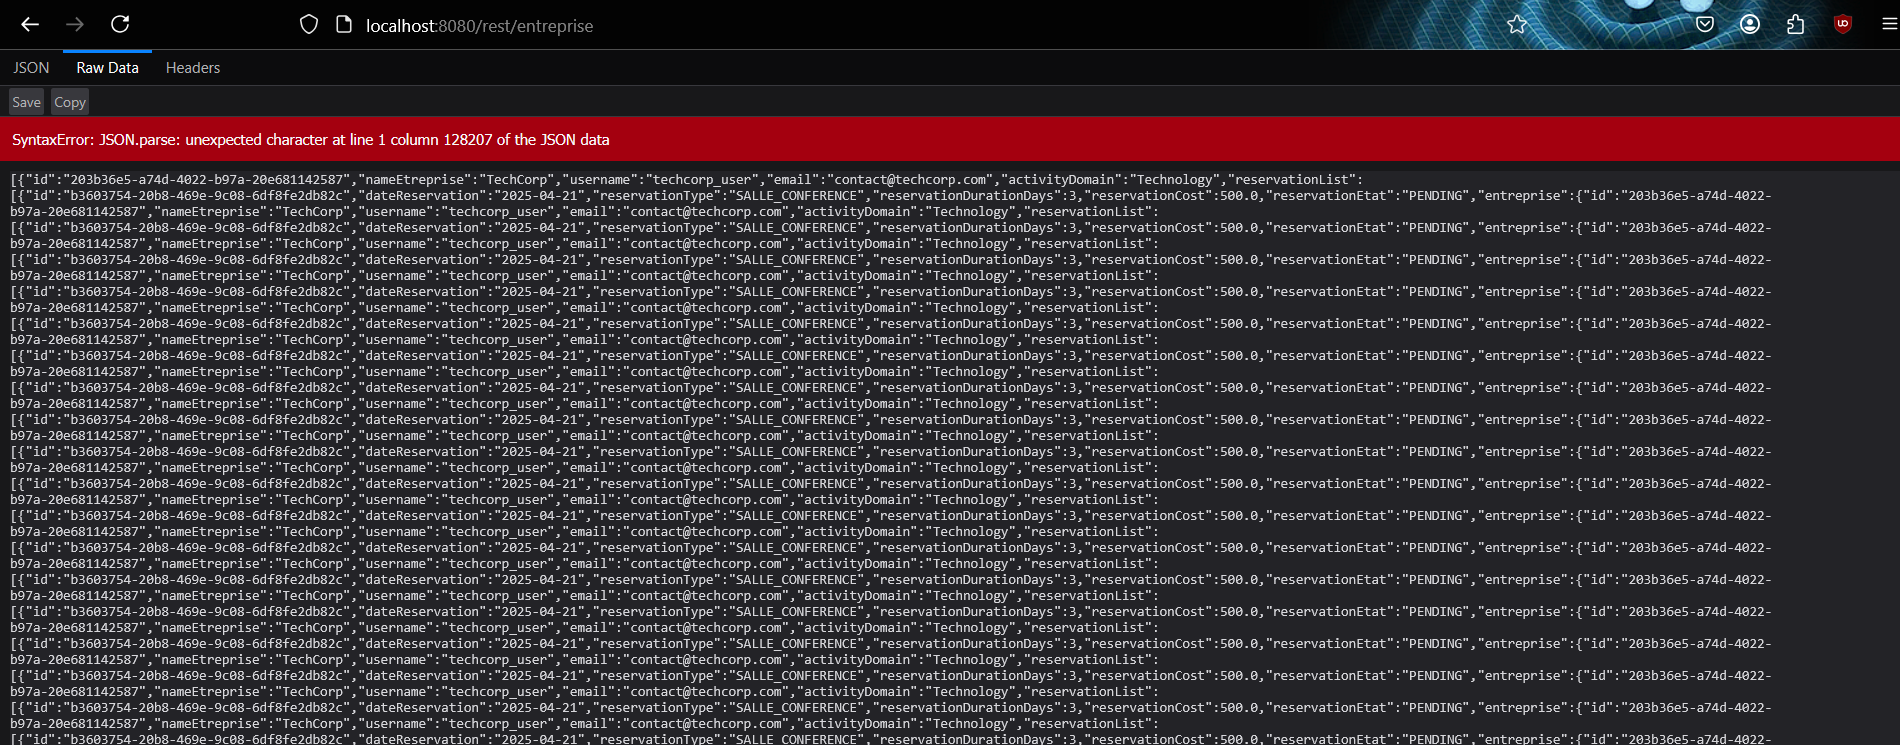 localhost:8080/rest/entreprise
JSON Raw Data Headers
Save Copy
SyntaxError: JSON.parse: unexpected character at line 1 column 128207 of the JSON data
[{"id":"203b36e5-a74d-4022-b97a-20e681142587","nameEtreprise":"TechCorp","username":"techcorp_user","email":"contact@techcorp.com","activityDomain":"Technology","reservationList":
[{"id":"b3603754-20b8-469e-9c08-6df8fe2db82c","dateReservation":"2025-04-21","reservationType":"SALLE_CONFERENCE","reservationDurationDays":3,"reservationCost":500.0,"reservationEtat":"PENDING","entreprise":{"id":"203b36e5-a74d-4022-
b97a-20e681142587","nameEtreprise":"TechCorp","username":"techcorp_user","email":"contact@techcorp.com","activityDomain":"Technology","reservationList":
[{"id":"b3603754-20b8-469e-9c08-6df8fe2db82c","dateReservation":"2025-04-21","reservationType":"SALLE_CONFERENCE","reservationDurationDays":3,"reservationCost":500.0,"reservationEtat":"PENDING","entreprise":{"id":"203b36e5-a74d-4022-
b97a-20e681142587","nameEtreprise":"TechCorp","username":"techcorp_user","email":"contact@techcorp.com","activityDomain":"Technology","reservationList":
[{"id":"b3603754-20b8-469e-9c08-6df8fe2db82c","dateReservation":"2025-04-21","reservationType":"SALLE_CONFERENCE","reservationDurationDays":3,"reservationCost":500.0,"reservationEtat":"PENDING","entreprise":{"id":"203b36e5-a74d-4022-
b97a-20e681142587","nameEtreprise":"TechCorp","username":"techcorp_user","email":"contact@techcorp.com","activityDomain":"Technology","reservationList":
[{"id":"b3603754-20b8-469e-9c08-6df8fe2db82c","dateReservation":"2025-04-21","reservationType":"SALLE_CONFERENCE","reservationDurationDays":3,"reservationCost":500.0,"reservationEtat":"PENDING","entreprise":{"id":"203b36e5-a74d-4022-
b97a-20e681142587","nameEtreprise":"TechCorp","username":"techcorp_user","email":"contact@techcorp.com","activityDomain":"Technology","reservationList":
[{"id":"b3603754-20b8-469e-9c08-6df8fe2db82c","dateReservation":"2025-04-21","reservationType":"SALLE_CONFERENCE","reservationDurationDays":3,"reservationCost":500.0,"reservationEtat":"PENDING","entreprise":{"id":"203b36e5-a74d-4022-
b97a-20e681142587","nameEtreprise":"TechCorp","username":"techcorp_user","email":"contact@techcorp.com","activityDomain":"Technology","reservationList":
[{"id":"b3603754-20b8-469e-9c08-6df8fe2db82c","dateReservation":"2025-04-21","reservationType":"SALLE_CONFERENCE","reservationDurationDays":3,"reservationCost":500.0,"reservationEtat":"PENDING","entreprise":{"id":"203b36e5-a74d-4022-
b97a-20e681142587","nameEtreprise":"TechCorp","username":"techcorp_user","email":"contact@techcorp.com","activityDomain":"Technology","reservationList":
[{"id":"b3603754-20b8-469e-9c08-6df8fe2db82c","dateReservation":"2025-04-21","reservationType":"SALLE_CONFERENCE","reservationDurationDays":3,"reservationCost":500.0,"reservationEtat":"PENDING","entreprise":{"id":"203b36e5-a74d-4022-
b97a-20e681142587","nameEtreprise":"TechCorp","username":"techcorp_user","email":"contact@techcorp.com","activityDomain":"Technology","reservationList":
[{"id":"b3603754-20b8-469e-9c08-6df8fe2db82c","dateReservation":"2025-04-21","reservationType":"SALLE_CONFERENCE","reservationDurationDays":3,"reservationCost":500.0,"reservationEtat":"PENDING","entreprise":{"id":"203b36e5-a74d-4022-
b97a-20e681142587","nameEtreprise":"TechCorp","username":"techcorp_user","email":"contact@techcorp.com","activityDomain":"Technology","reservationList":
[{"id":"b3603754-20b8-469e-9c08-6df8fe2db82c","dateReservation":"2025-04-21","reservationType":"SALLE_CONFERENCE","reservationDurationDays":3,"reservationCost":500.0,"reservationEtat":"PENDING","entreprise":{"id":"203b36e5-a74d-4022-
b97a-20e681142587","nameEtreprise":"TechCorp","username":"techcorp_user","email":"contact@techcorp.com","activityDomain":"Technology","reservationList":
[{"id":"b3603754-20b8-469e-9c08-6df8fe2db82c","dateReservation":"2025-04-21","reservationType":"SALLE_CONFERENCE","reservationDurationDays":3,"reservationCost":500.0,"reservationEtat":"PENDING","entreprise":{"id":"203b36e5-a74d-4022-
b97a-20e681142587","nameEtreprise":"TechCorp","username":"techcorp_user","email":"contact@techcorp.com","activityDomain":"Technology","reservationList":
[{"id":"b3603754-20b8-469e-9c08-6df8fe2db82c","dateReservation":"2025-04-21","reservationType":"SALLE_CONFERENCE","reservationDurationDays":3,"reservationCost":500.0,"reservationEtat":"PENDING","entreprise":{"id":"203b36e5-a74d-4022-
b97a-20e681142587","nameEtreprise":"TechCorp","username":"techcorp_user","email":"contact@techcorp.com","activityDomain":"Technology","reservationList":
[{"id":"b3603754-20b8-469e-9c08-6df8fe2db82c","dateReservation":"2025-04-21","reservationType":"SALLE_CONFERENCE","reservationDurationDays":3,"reservationCost":500.0,"reservationEtat":"PENDING","entreprise":{"id":"203b36e5-a74d-4022-
b97a-20e681142587","nameEtreprise":"TechCorp","username":"techcorp_user","email":"contact@techcorp.com","activityDomain":"Technology","reservationList":
[{"id":"b3603754-20b8-469e-9c08-6df8fe2db82c","dateReservation":"2025-04-21","reservationType":"SALLE_CONFERENCE","reservationDurationDays":3,"reservationCost":500.0,"reservationEtat":"PENDING","entreprise":{"id":"203b36e5-a74d-4022-
b97a-20e681142587","nameEtreprise":"TechCorp","username":"techcorp_user","email":"contact@techcorp.com","activityDomain":"Technology","reservationList":
[{"id":"b3603754-20b8-469e-9c08-6df8fe2db82c","dateReservation":"2025-04-21","reservationType":"SALLE_CONFERENCE","reservationDurationDays":3,"reservationCost":500.0,"reservationEtat":"PENDING","entreprise":{"id":"203b36e5-a74d-4022-
b97a-20e681142587","nameEtreprise":"TechCorp","username":"techcorp_user","email":"contact@techcorp.com","activityDomain":"Technology","reservationList":
[{"id":"b3603754-20b8-469e-9c08-6df8fe2db82c","dateReservation":"2025-04-21","reservationType":"SALLE_CONFERENCE","reservationDurationDays":3,"reservationCost":500.0,"reservationEtat":"PENDING","entreprise":{"id":"203b36e5-a74d-4022-
b97a-20e681142587","nameEtreprise":"TechCorp","username":"techcorp_user","email":"contact@techcorp.com","activityDomain":"Technology","reservationList":
[{"id":"b3603754-20b8-469e-9c08-6df8fe2db82c","dateReservation":"2025-04-21","reservationType":"SALLE_CONFERENCE","reservationDurationDays":3,"reservationCost":500.0,"reservationEtat":"PENDING","entreprise":{"id":"203b36e5-a74d-4022-
b97a-20e681142587","nameEtreprise":"TechCorp","username":"techcorp_user","email":"contact@techcorp.com","activityDomain":"Technology","reservationList":
[{"id":"b3603754-20b8-469e-9c08-6df8fe2db82c","dateReservation":"2025-04-21","reservationType":"SALLE_CONFERENCE","reservationDurationDays":3,"reservationCost":500.0,"reservationEtat":"PENDING","entreprise":{"id":"203b36e5-a74d-4022-
b97a-20e681142587","nameEtreprise":"TechCorp","username":"techcorp_user","email":"contact@techcorp.com","activityDomain":"Technology","reservationList":
[{"id":"b3603754-20b8-469e-9c08-6df8fe2db82c","dateReservation":"2025-04-21","reservationType":"SALLE_CONFERENCE","reservationDurationDays":3,"reservationCost":500.0,"reservationEtat":"PENDING","entreprise":{"id":"203b36e5-a74d-4022-